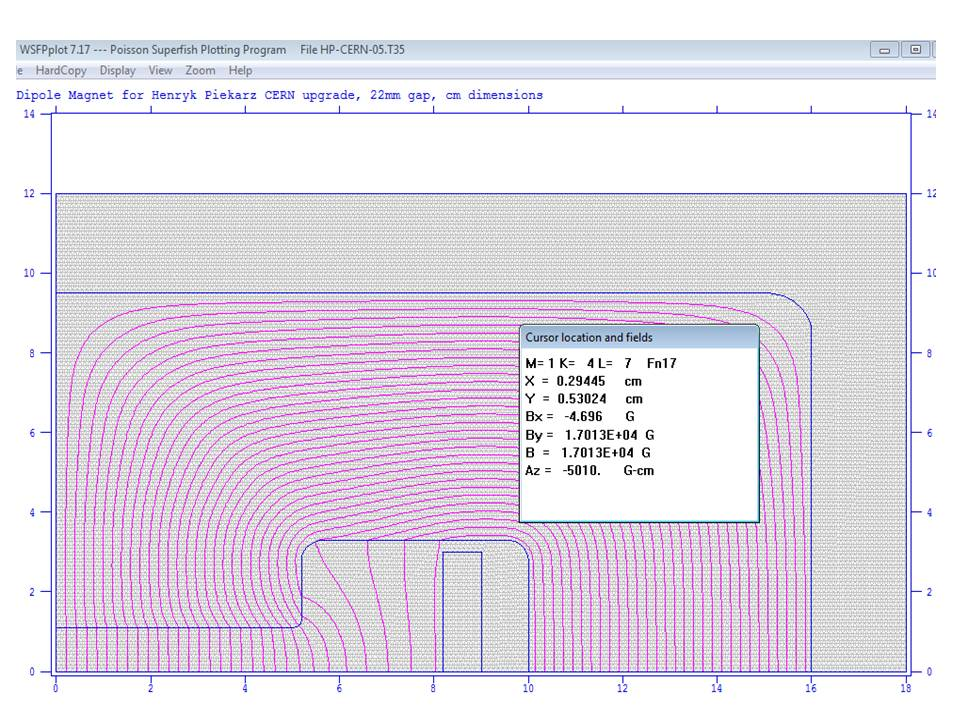 WSFPplot 7.17 --- Poisson Superfish Plotting Program File HP-CERN-05.T35
e HardCopy Display View Zoom Help
Dipole Magnet for Henryk Piekarz CERN upgrade, 22mm gap, cm dimensions
14 14
12 12
10 10
Cursor location and fields
M= 1 K= 4 L= 7 Fn17
8 8
X = 0.29445 cm
Y = 0.53024 cm
Bx = -4.696 G
By = 1.7013E+04 G
6 6
B = 1.7013E+04 G
Az = -5010. G-cm
4 4
2 2
0 0
0 2 4 6 8 10 12 14 16 18